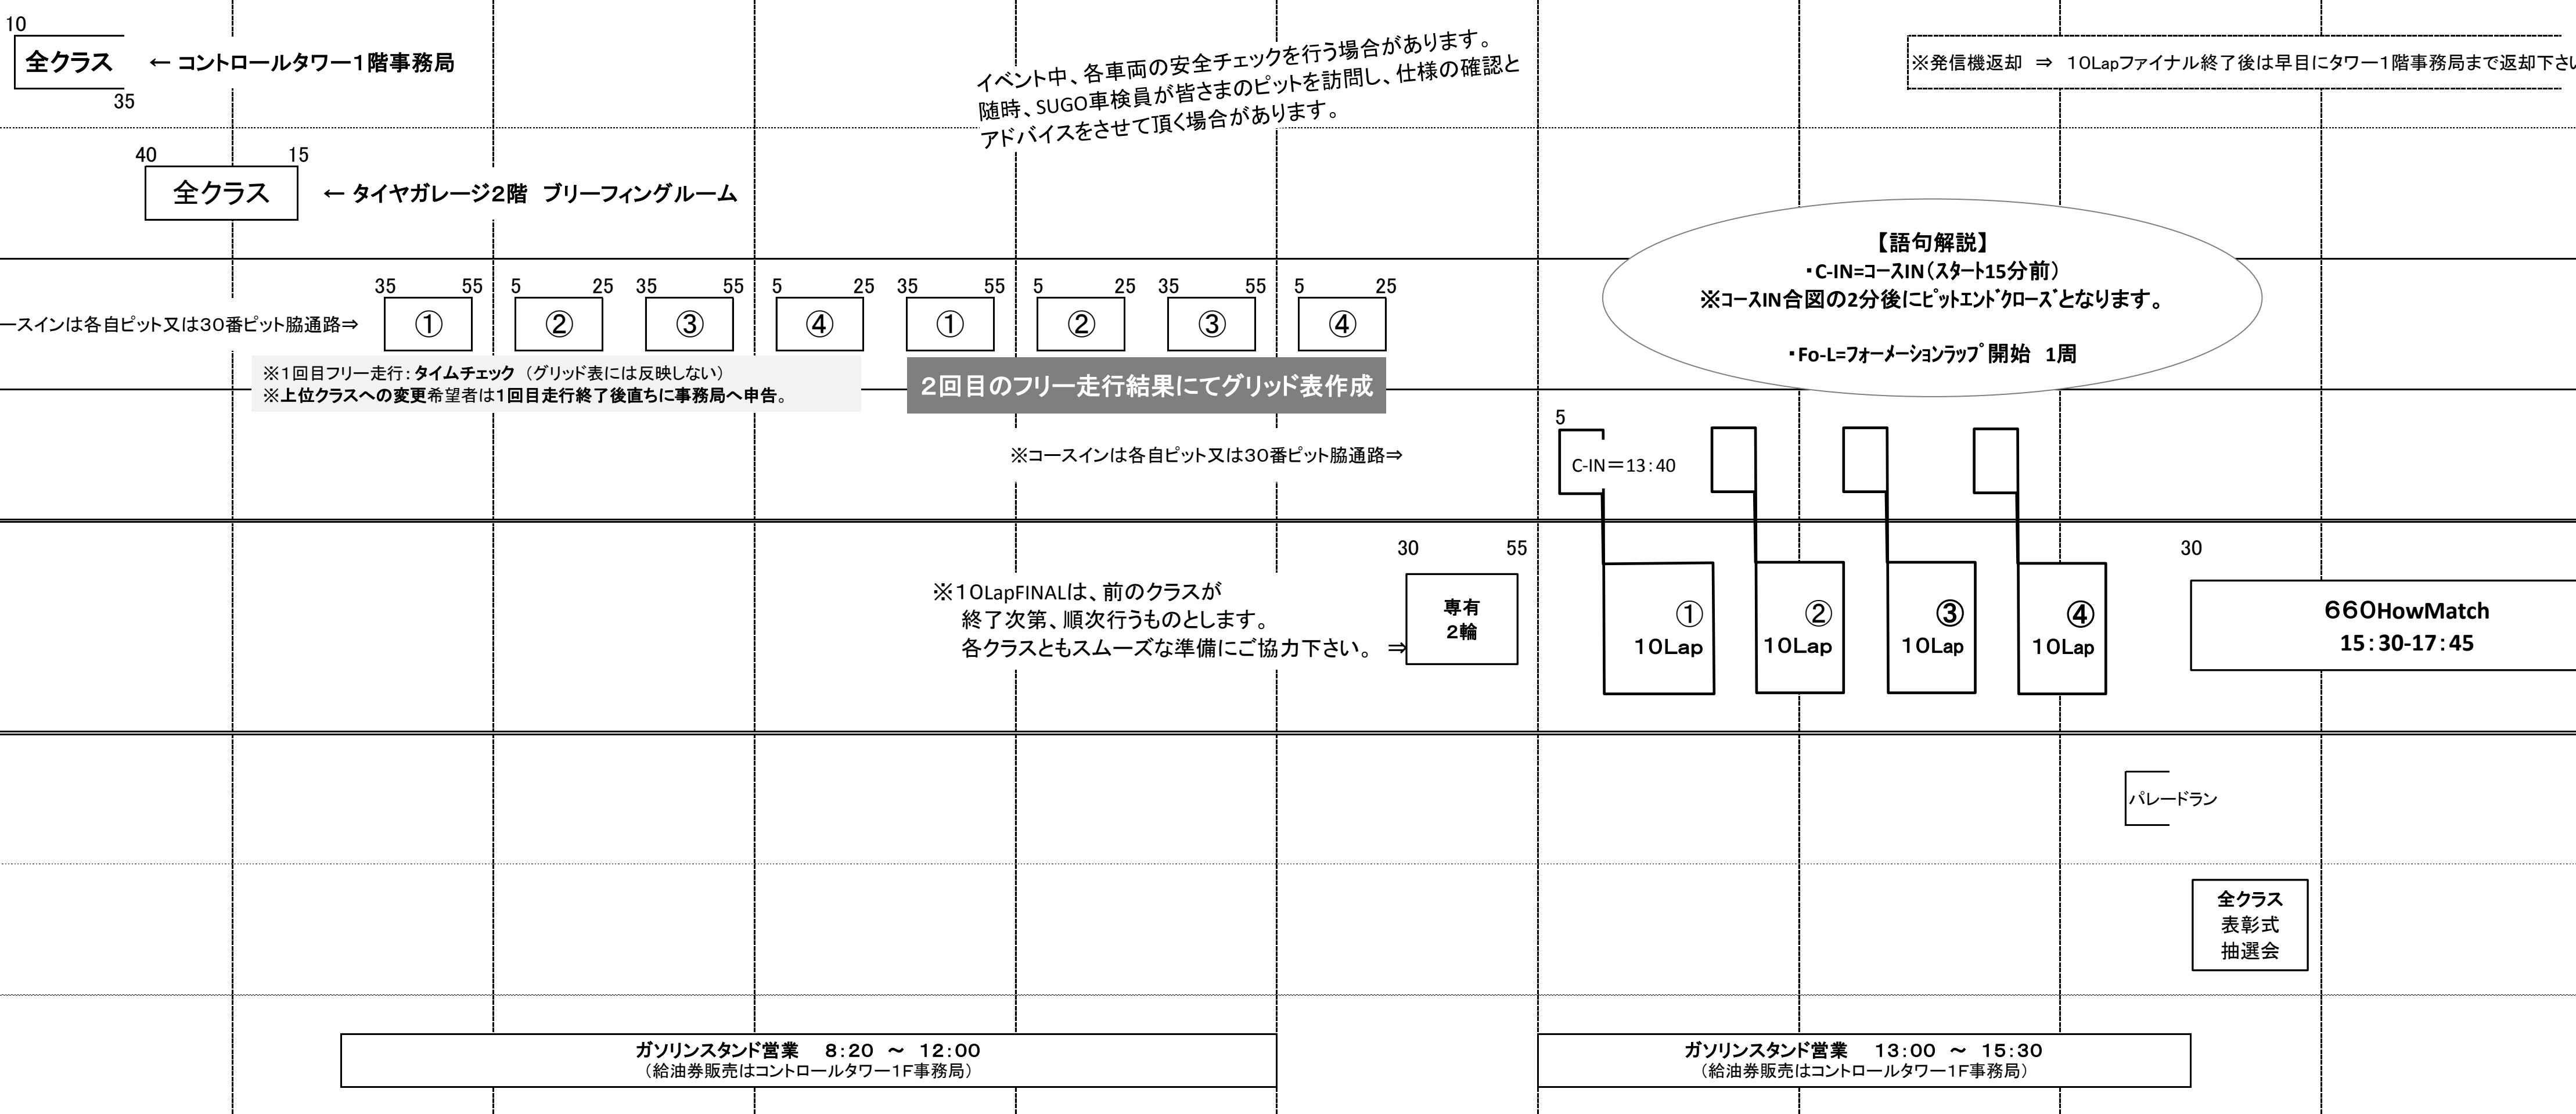 10
全クラス
← コントロールタワー1階事務局
35
イベント中、各車両の安全チェックを行う場合があります。
随時、SUGO車検員が皆さまのピットを訪問し、仕様の確認と
アドバイスをさせて頂く場合があります。
※発信機返却 ⇒ 10Lapファイナル終了後は早目にタワー1階事務局まで返却下さい
40 15
全クラス
← タイヤガレージ2階 ブリーフィングルーム
【語句解説】
・C-IN=コースIN(スタート15分前)
※コースIN合図の2分後にピットエンドクローズとなります。
・Fo-L=フォーメーションラップ開始 1周
35 55 5 25 35 55 5 25 35 55 5 25 35 55 5 25
ースインは各自ピット又は30番ピット脇通路⇒
① ② ③ ④ ① ② ③ ④
※1回目フリー走行:タイムチェック (グリッド表には反映しない)
※上位クラスへの変更希望者は1回目走行終了後直ちに事務局へ申告。
2回目のフリー走行結果にてグリッド表作成
※コースインは各自ピット又は30番ピット脇通路⇒
5
C-IN=13:40
※10LapFINALは、前のクラスが
終了次第、順次行うものとします。
各クラスともスムーズな準備にご協力下さい。 ⇒
30 55
専有
2輪
①
10Lap
②
10Lap
③
10Lap
④
10Lap
30
660HowMatch
15:30-17:45
パレードラン
全クラス
表彰式
抽選会
ガソリンスタンド営業 8:20 ~ 12:00
(給油券販売はコントロールタワー1F事務局)
ガソリンスタンド営業 13:00 ~ 15:30
(給油券販売はコントロールタワー1F事務局)